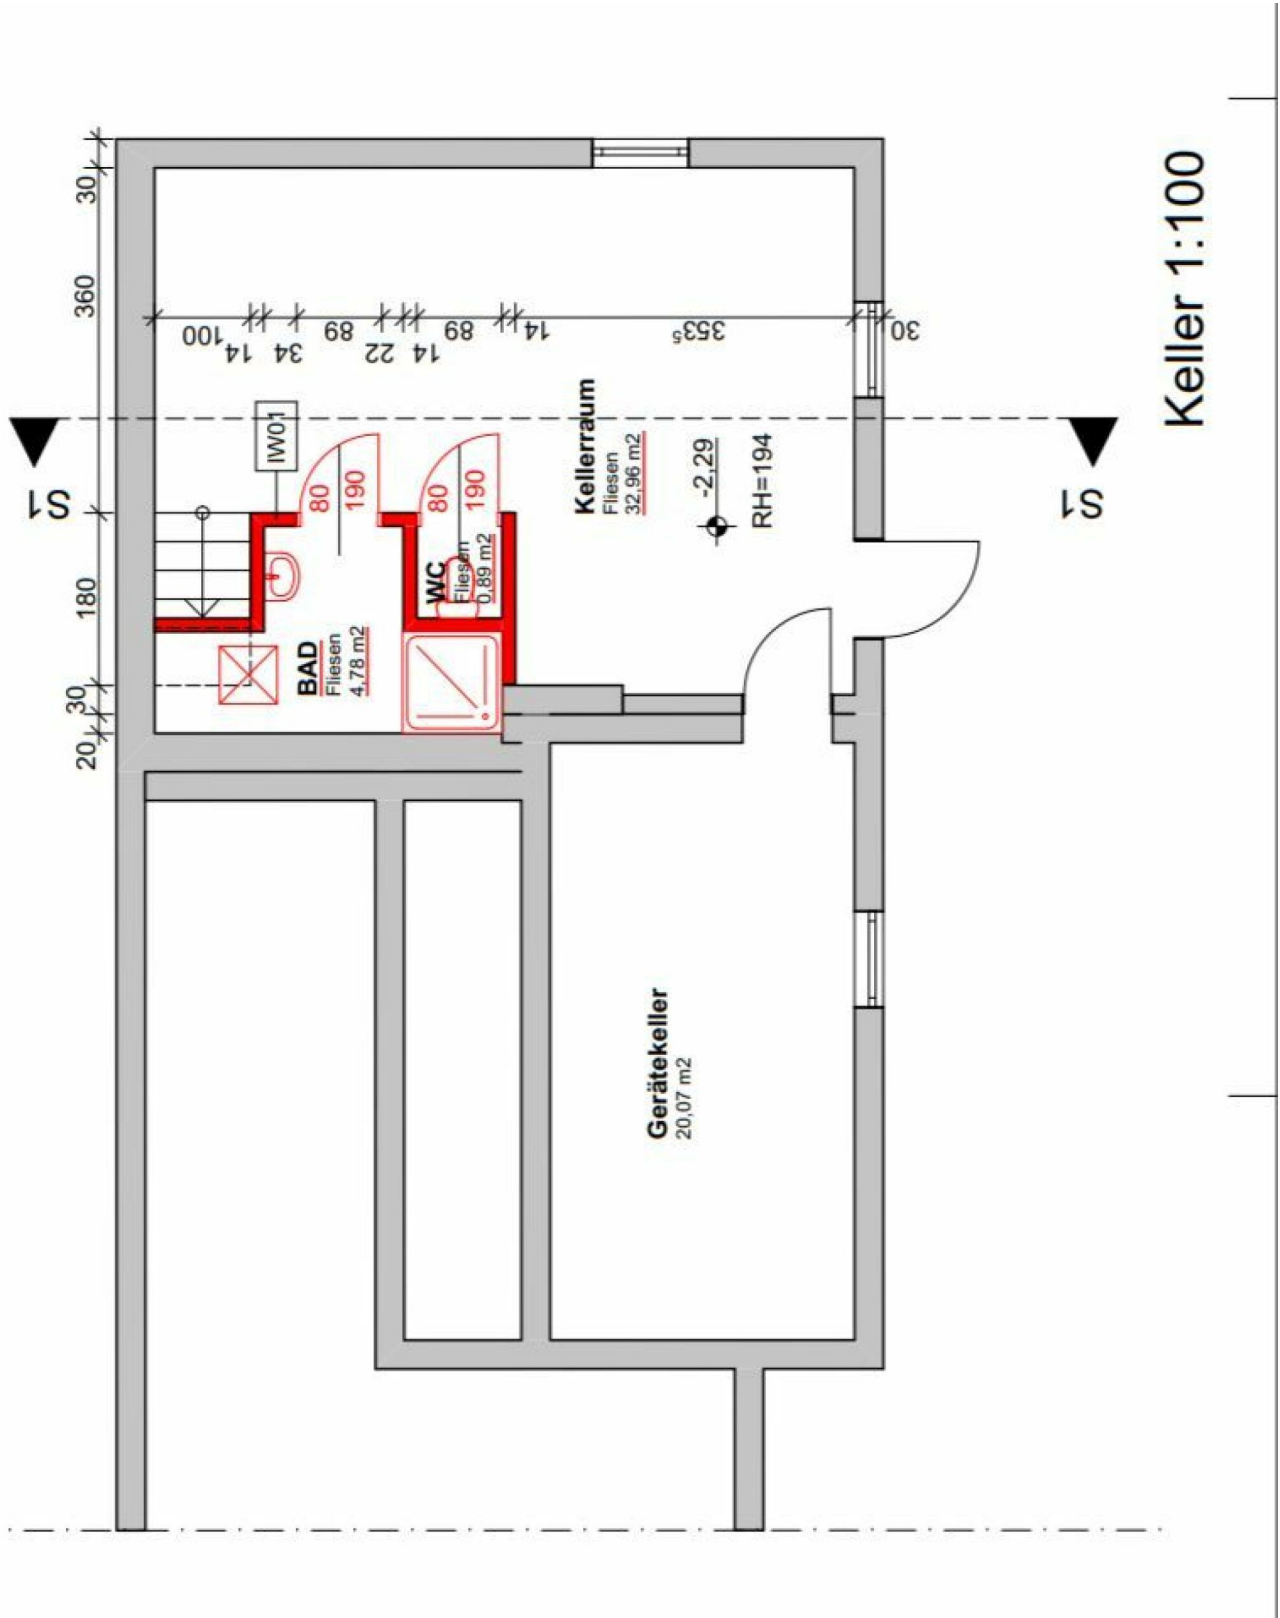 Keller 1:100
30
360
180
30
20
100
14
34
89
22
14
89
14
353⁵
30
S1
S1
IW01
80
190
80
190
Kellerraum
Fliesen
32,96 m2
-2,29
RH=194
WC
Fliesen
0,89 m2
BAD
Fliesen
4,78 m2
Gerätekeller
20,07 m2